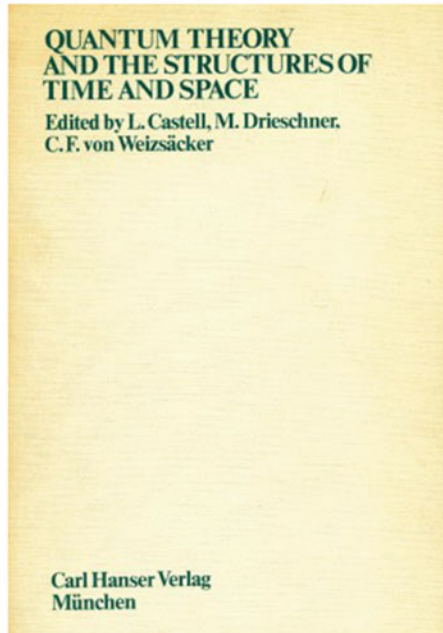 QUANTUM THEORY
AND THE STRUCTURES OF
TIME AND SPACE
Edited by L. Castell, M. Drieschner,
C. F. von Weizsäcker
Carl Hanser Verlag
München